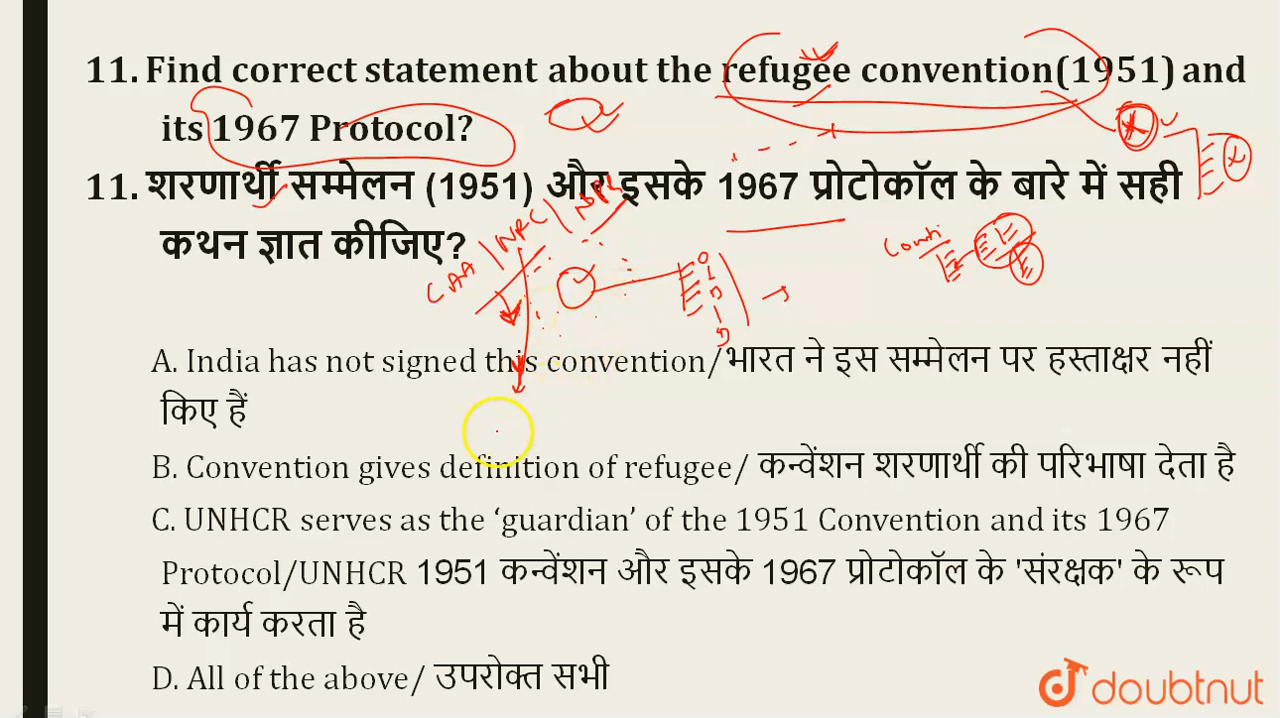 11. Find correct statement about the refugee convention(1951) and
its 1967 Protocol?
11. शरणार्थी सम्मेलन (1951) और इसके 1967 प्रोटोकॉल के बारे में सही
कथन ज्ञात कीजिए?
CAA | NRC | NPR
A. India has not signed this convention/भारत ने इस सम्मेलन पर हस्ताक्षर नहीं
किए हैं
B. Convention gives definition of refugee/ कन्वेंशन शरणार्थी की परिभाषा देता है
C. UNHCR serves as the ‘guardian’ of the 1951 Convention and its 1967
Protocol/UNHCR 1951 कन्वेंशन और इसके 1967 प्रोटोकॉल के 'संरक्षक' के रूप
में कार्य करता है
D. All of the above/ उपरोक्त सभी
doubtnut